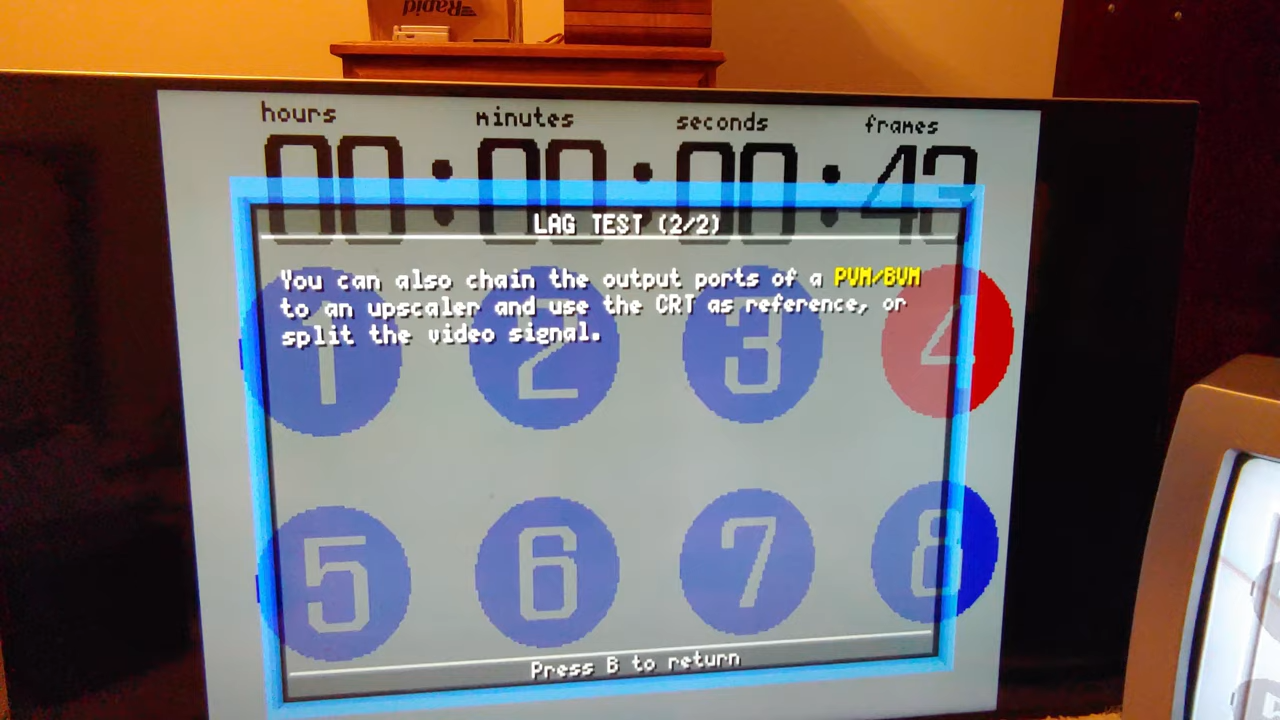 Rapid
hours minutes seconds frames
00:00:00:42
LAG TEST (2/2)
You can also chain the output ports of a PVM/BVM
to an upscaler and use the CRT as reference, or
split the video signal.
1 2 3 4
5 6 7 8
Press B to return